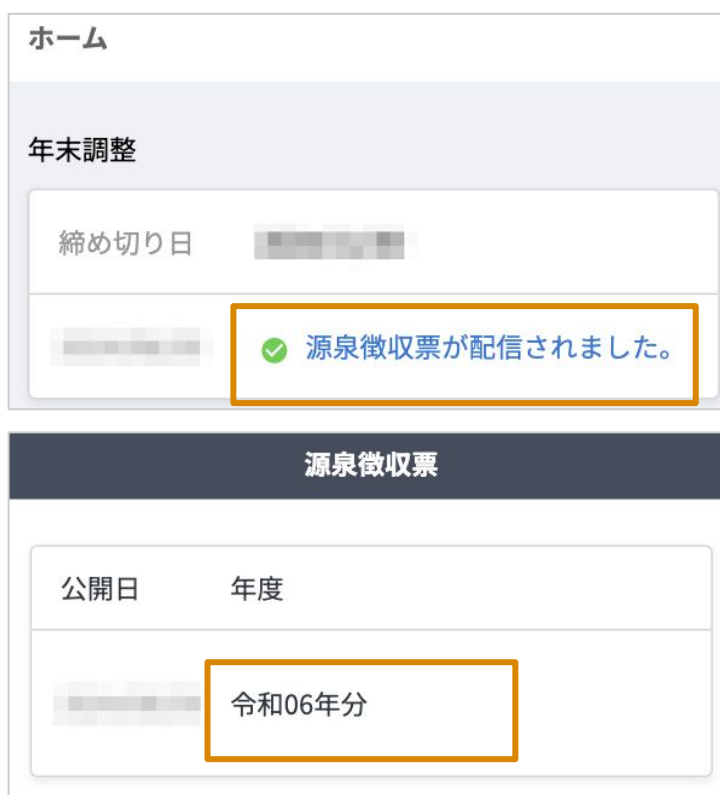 ホーム
年末調整
締め切り日
源泉徴収票が配信されました。
源泉徴収票
公開日 年度
令和06年分